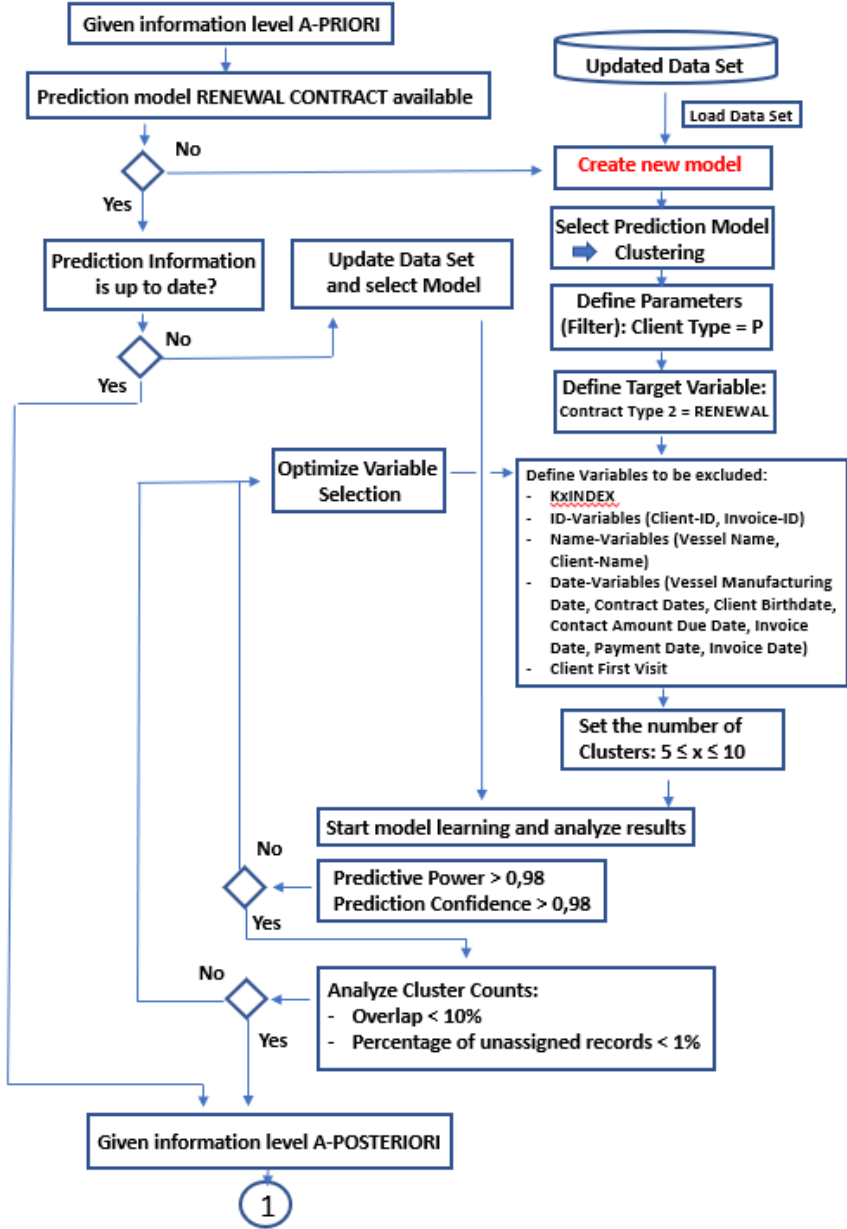 Given information level A-PRIORI
Prediction model RENEWAL CONTRACT available
No
Yes
Prediction Information
is up to date?
No
Yes
Update Data Set
and select Model
Updated Data Set
Load Data Set
Create new model
Select Prediction Model
Clustering
Define Parameters
(Filter): Client Type = P
Define Target Variable:
Contract Type 2 = RENEWAL
Optimize Variable
Selection
Define Variables to be excluded:
- KxINDEX
- ID-Variables (Client-ID, Invoice-ID)
- Name-Variables (Vessel Name,
Client-Name)
- Date-Variables (Vessel Manufacturing
Date, Contract Dates, Client Birthdate,
Contact Amount Due Date, Invoice
Date, Payment Date, Invoice Date)
- Client First Visit
Set the number of
Clusters: 5 ≤ x ≤ 10
Start model learning and analyze results
No
Yes
Predictive Power > 0,98
Prediction Confidence > 0,98
No
Yes
Analyze Cluster Counts:
- Overlap < 10%
- Percentage of unassigned records < 1%
Given information level A-POSTERIORI
1